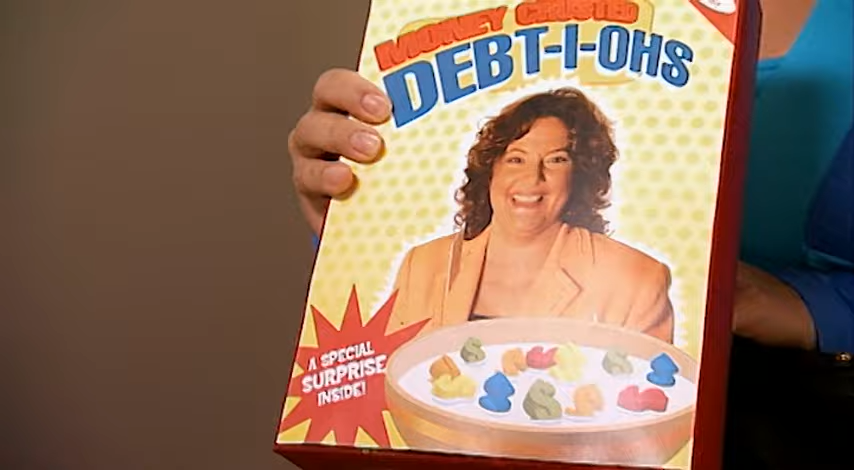 MONEY CRUSTED
DEBT-I-OHS
A SPECIAL
SURPRISE
INSIDE!